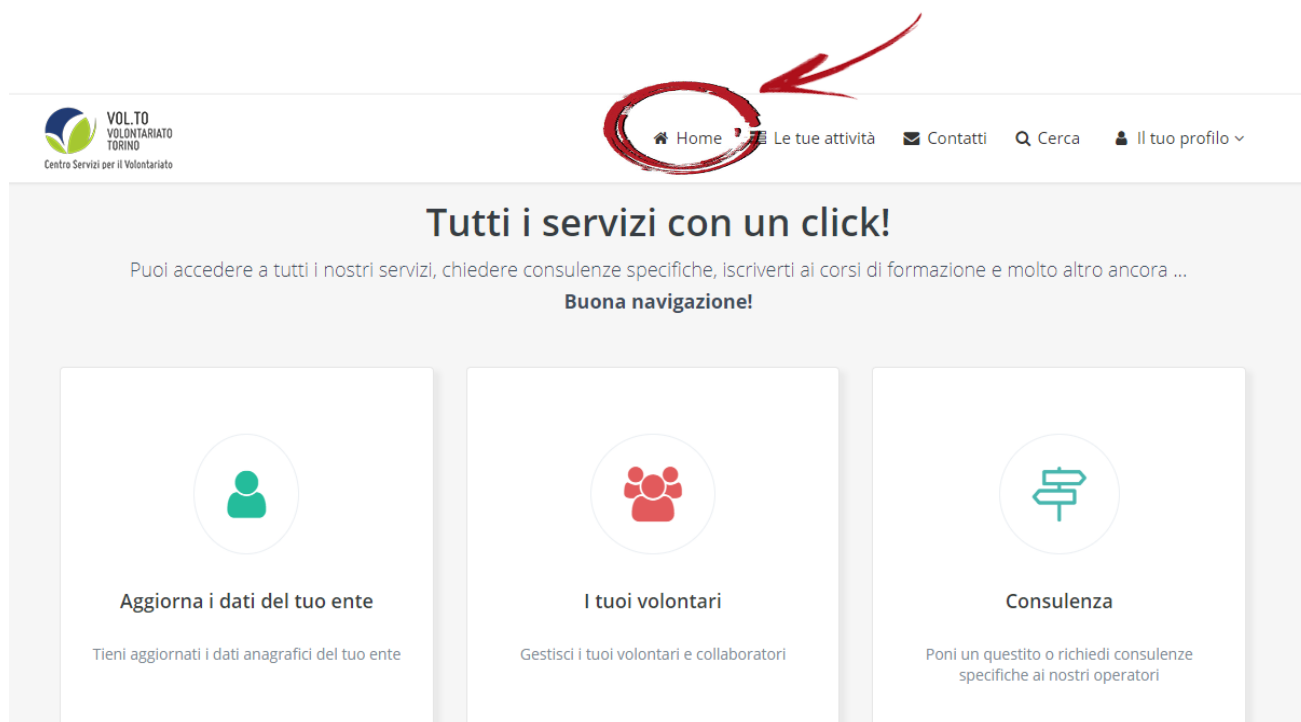 VOL.TO
VOLONTARIATO
TORINO
Centro Servizi per il Volontariato
Home
Le tue attività
Contatti
Cerca
Il tuo profilo
Tutti i servizi con un click!
Puoi accedere a tutti i nostri servizi, chiedere consulenze specifiche, iscriverti ai corsi di formazione e molto altro ancora ...
Buona navigazione!
Aggiorna i dati del tuo ente
Tieni aggiornati i dati anagrafici del tuo ente
I tuoi volontari
Gestisci i tuoi volontari e collaboratori
Consulenza
Poni un questito o richiedi consulenze
specifiche ai nostri operatori